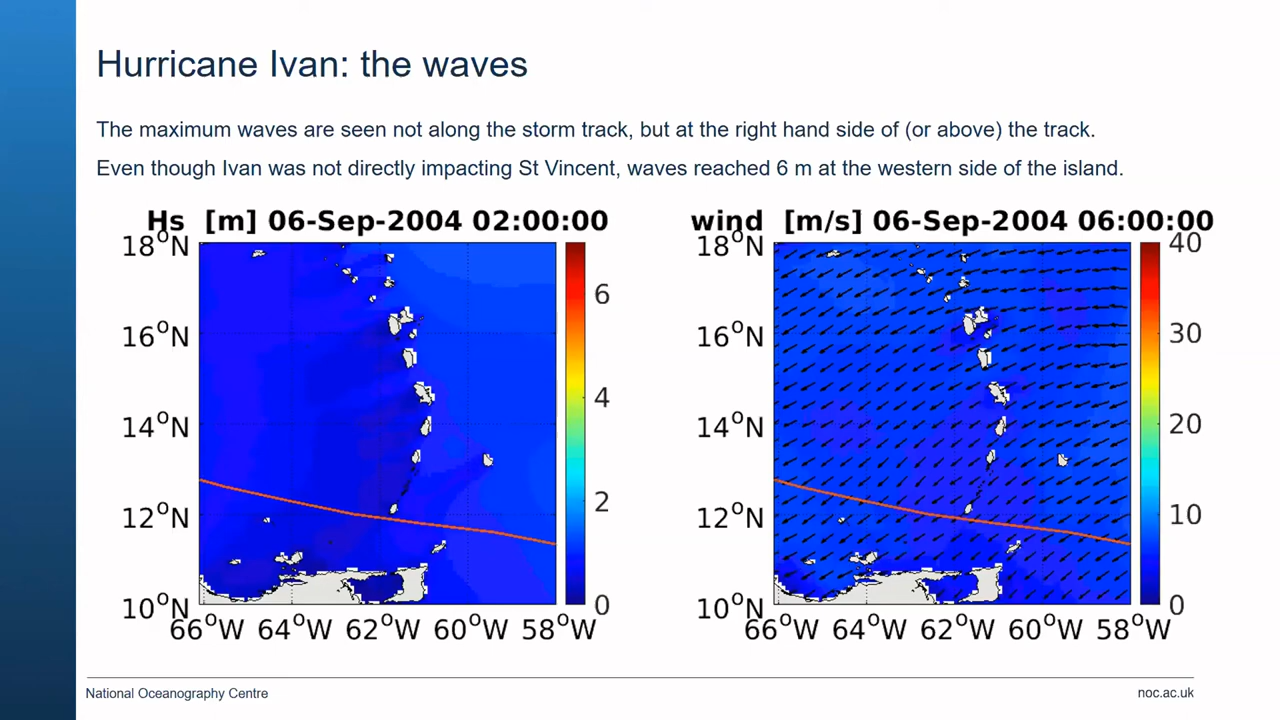 Hurricane Ivan: the waves
The maximum waves are seen not along the storm track, but at the right hand side of (or above) the track.
Even though Ivan was not directly impacting St Vincent, waves reached 6 m at the western side of the island.
Hs [m] 06-Sep-2004 02:00:00
18°N
16°N
14°N
12°N
10°N
66°W 64°W 62°W 60°W 58°W
6
4
2
0
wind [m/s] 06-Sep-2004 06:00:00
18°N
16°N
14°N
12°N
10°N
66°W 64°W 62°W 60°W 58°W
40
30
20
10
0
National Oceanography Centre
noc.ac.uk